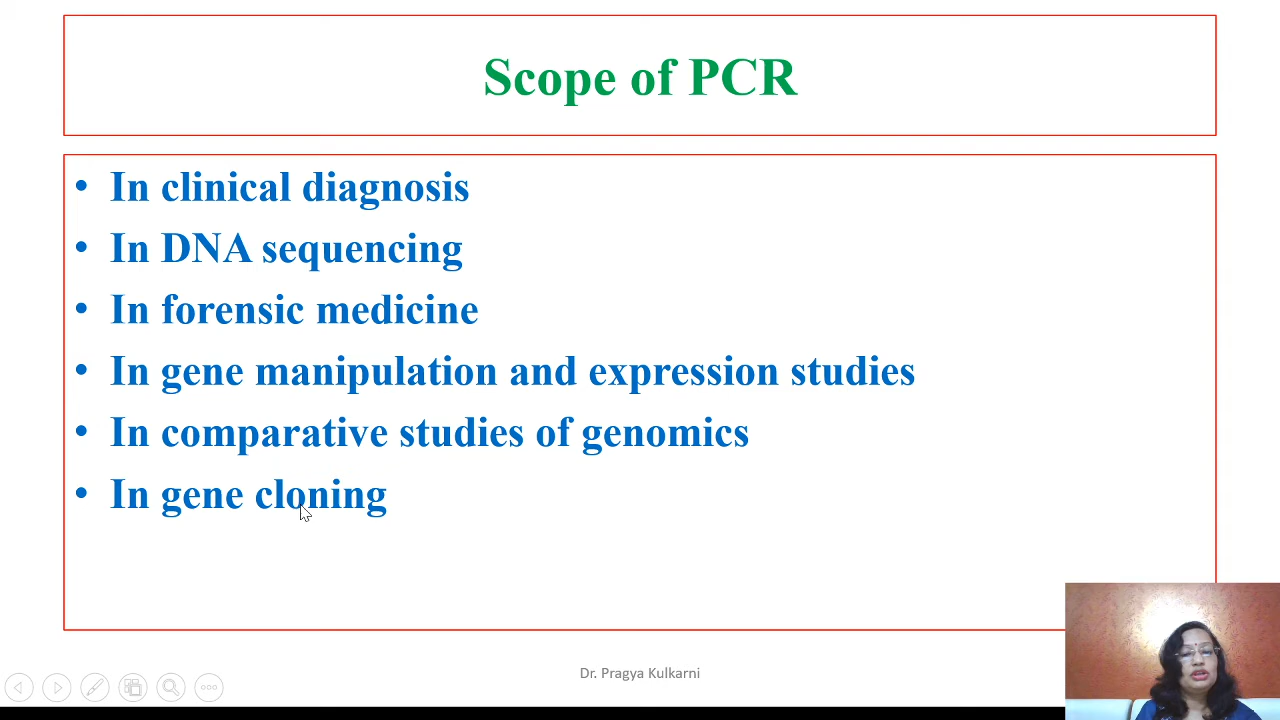 Scope of PCR
• In clinical diagnosis
• In DNA sequencing
• In forensic medicine
• In gene manipulation and expression studies
• In comparative studies of genomics
• In gene cloning
Dr. Pragya Kulkarni